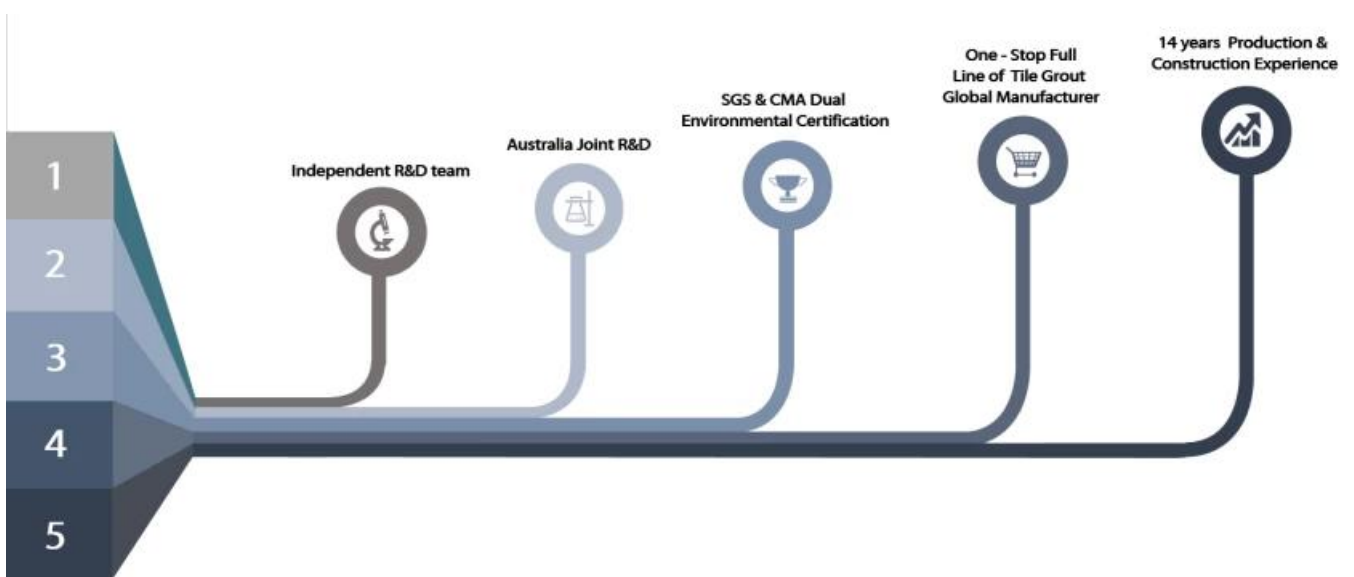 1
2
3
4
5
Independent R&D team
Australia Joint R&D
SGS & CMA Dual
Environmental Certification
One - Stop Full
Line of Tile Grout
Global Manufacturer
14 years Production &
Construction Experience